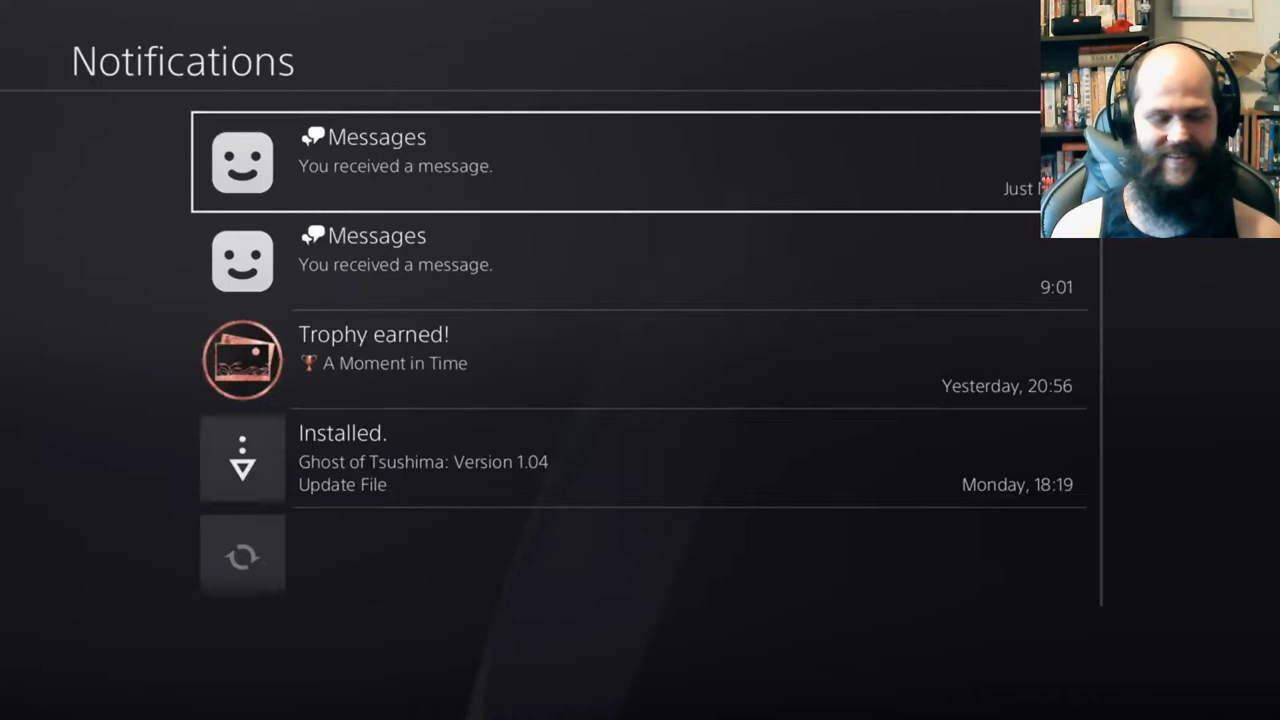 Notifications
Messages
You received a message.
Just
Messages
You received a message.
9:01
Trophy earned!
A Moment in Time
Yesterday, 20:56
Installed.
Ghost of Tsushima: Version 1.04
Update File
Monday, 18:19